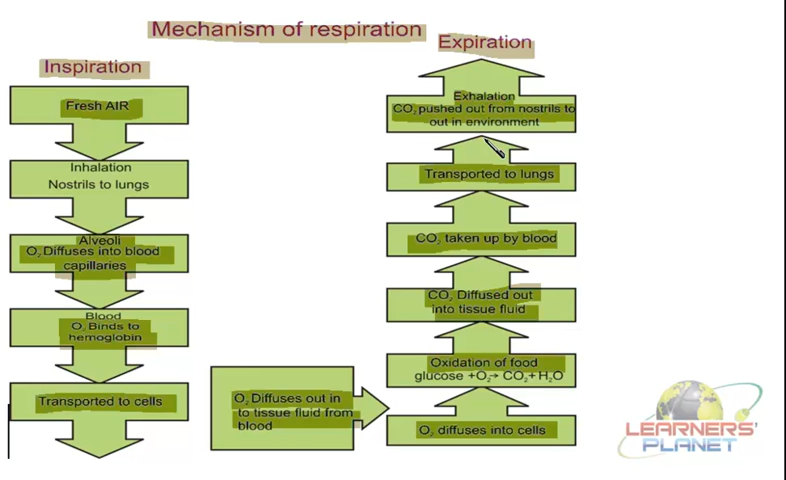 Mechanism of respiration
Inspiration
Fresh AIR
Inhalation
Nostrils to lungs
Alveoli
O₂ Diffuses into blood
capillaries
Blood
O₂ Binds to
hemoglobin
Transported to cells
O₂ Diffuses out in
to tissue fluid from
blood
Expiration
Exhalation
CO₂ pushed out from nostrils to
out in environment
Transported to lungs
CO₂ taken up by blood
CO₂ Diffused out
into tissue fluid
Oxidation of food
glucose +O₂→ CO₂+H₂O
O₂ diffuses into cells
LEARNERS'
PLANET